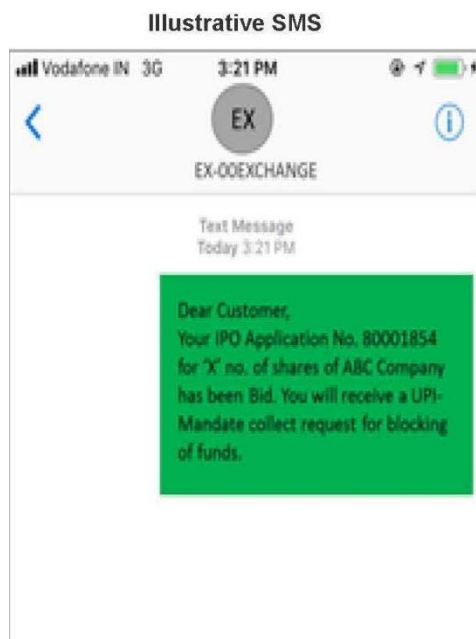 Illustrative SMS
Vodafone IN 3G 3:21 PM
EX
EX-00EXCHANGE
Text Message
Today 3:21 PM
Dear Customer,
Your IPO Application No. 80001854
for 'X' no. of shares of ABC Company
has been Bid. You will receive a UPI-
Mandate collect request for blocking
of funds.